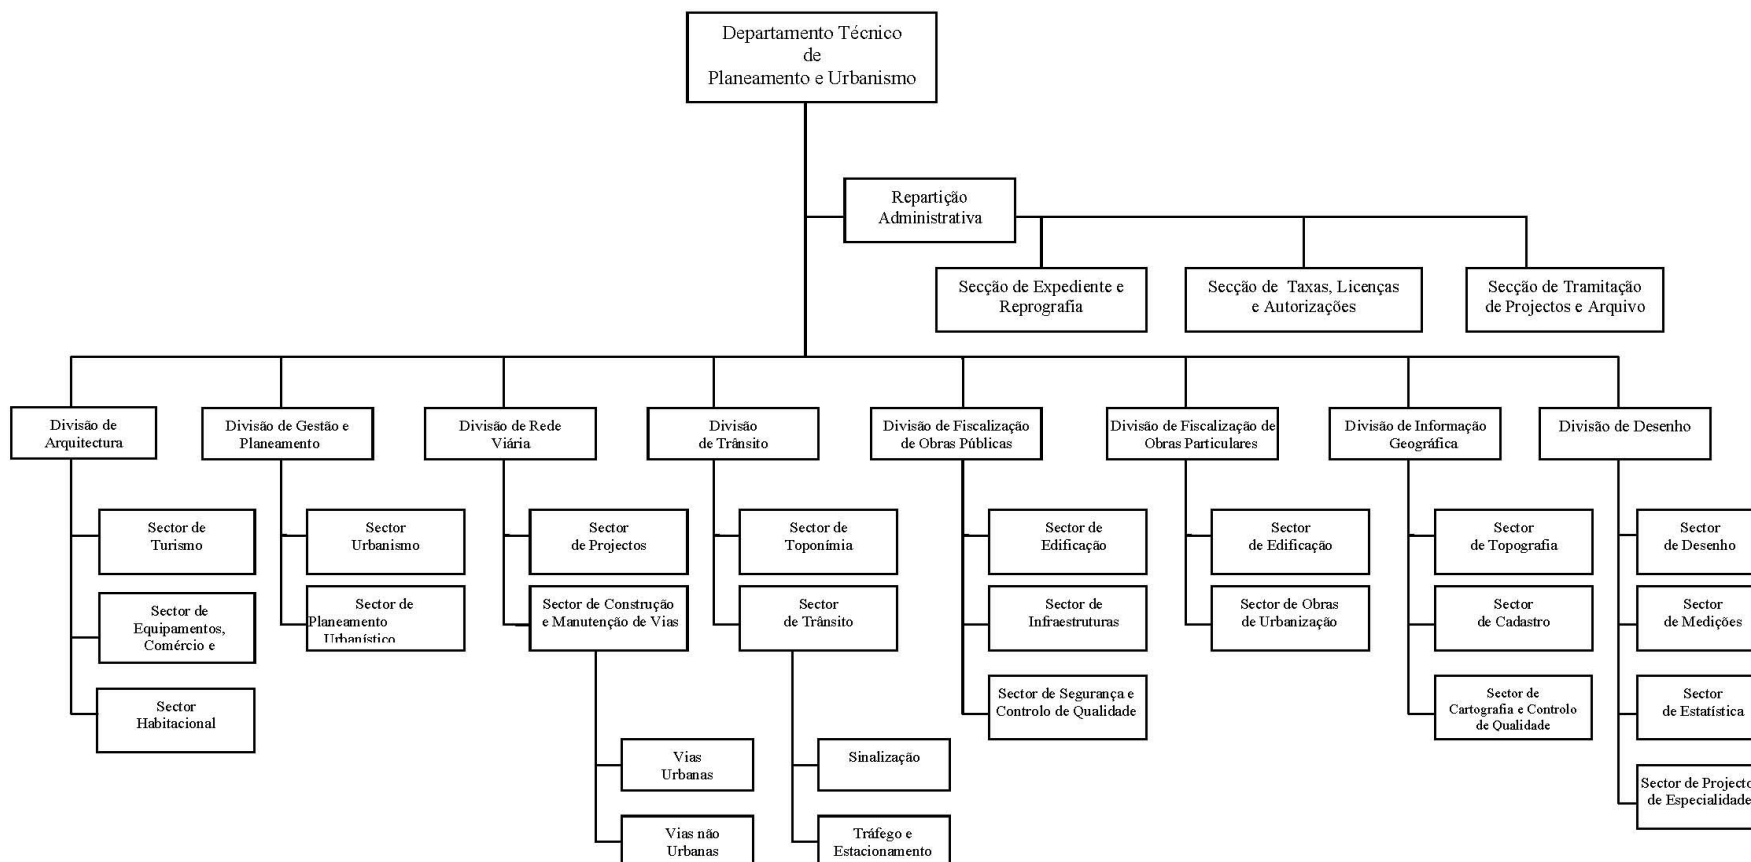 Departamento Técnico
de
Planeamento e Urbanismo
Repartição
Administrativa
Secção de Expediente e
Reprografia
Secção de Taxas, Licenças
e Autorizações
Secção de Tramitação
de Projectos e Arquivo
Divisão de
Arquitectura
Divisão de Gestão e
Planeamento
Divisão de Rede
Viária
Divisão
de Trânsito
Divisão de Fiscalização
de Obras Públicas
Divisão de Fiscalização de
Obras Particulares
Divisão de Informação
Geográfica
Divisão de Desenho
Sector de
Turismo
Sector de
Equipamentos,
Comércio e
Sector
Habitacional
Sector
Urbanismo
Sector de
Planeamento
Urbanístico
Sector
de Projectos
Sector de Construção
e Manutenção de Vias
Vias
Urbanas
Vias não
Urbanas
Sector de
Toponímia
Sector
de Trânsito
Sinalização
Tráfego e
Estacionamento
Sector de
Edificação
Sector de
Infraestruturas
Sector de Segurança e
Controlo de Qualidade
Sector
de Edificação
Sector de Obras
de Urbanização
Sector
de Topografia
Sector
de Cadastro
Sector de
Cartografia e Controlo
de Qualidade
Sector
de Desenho
Sector
de Medições
Sector
de Estatística
Sector de Projecto
de Especialidade